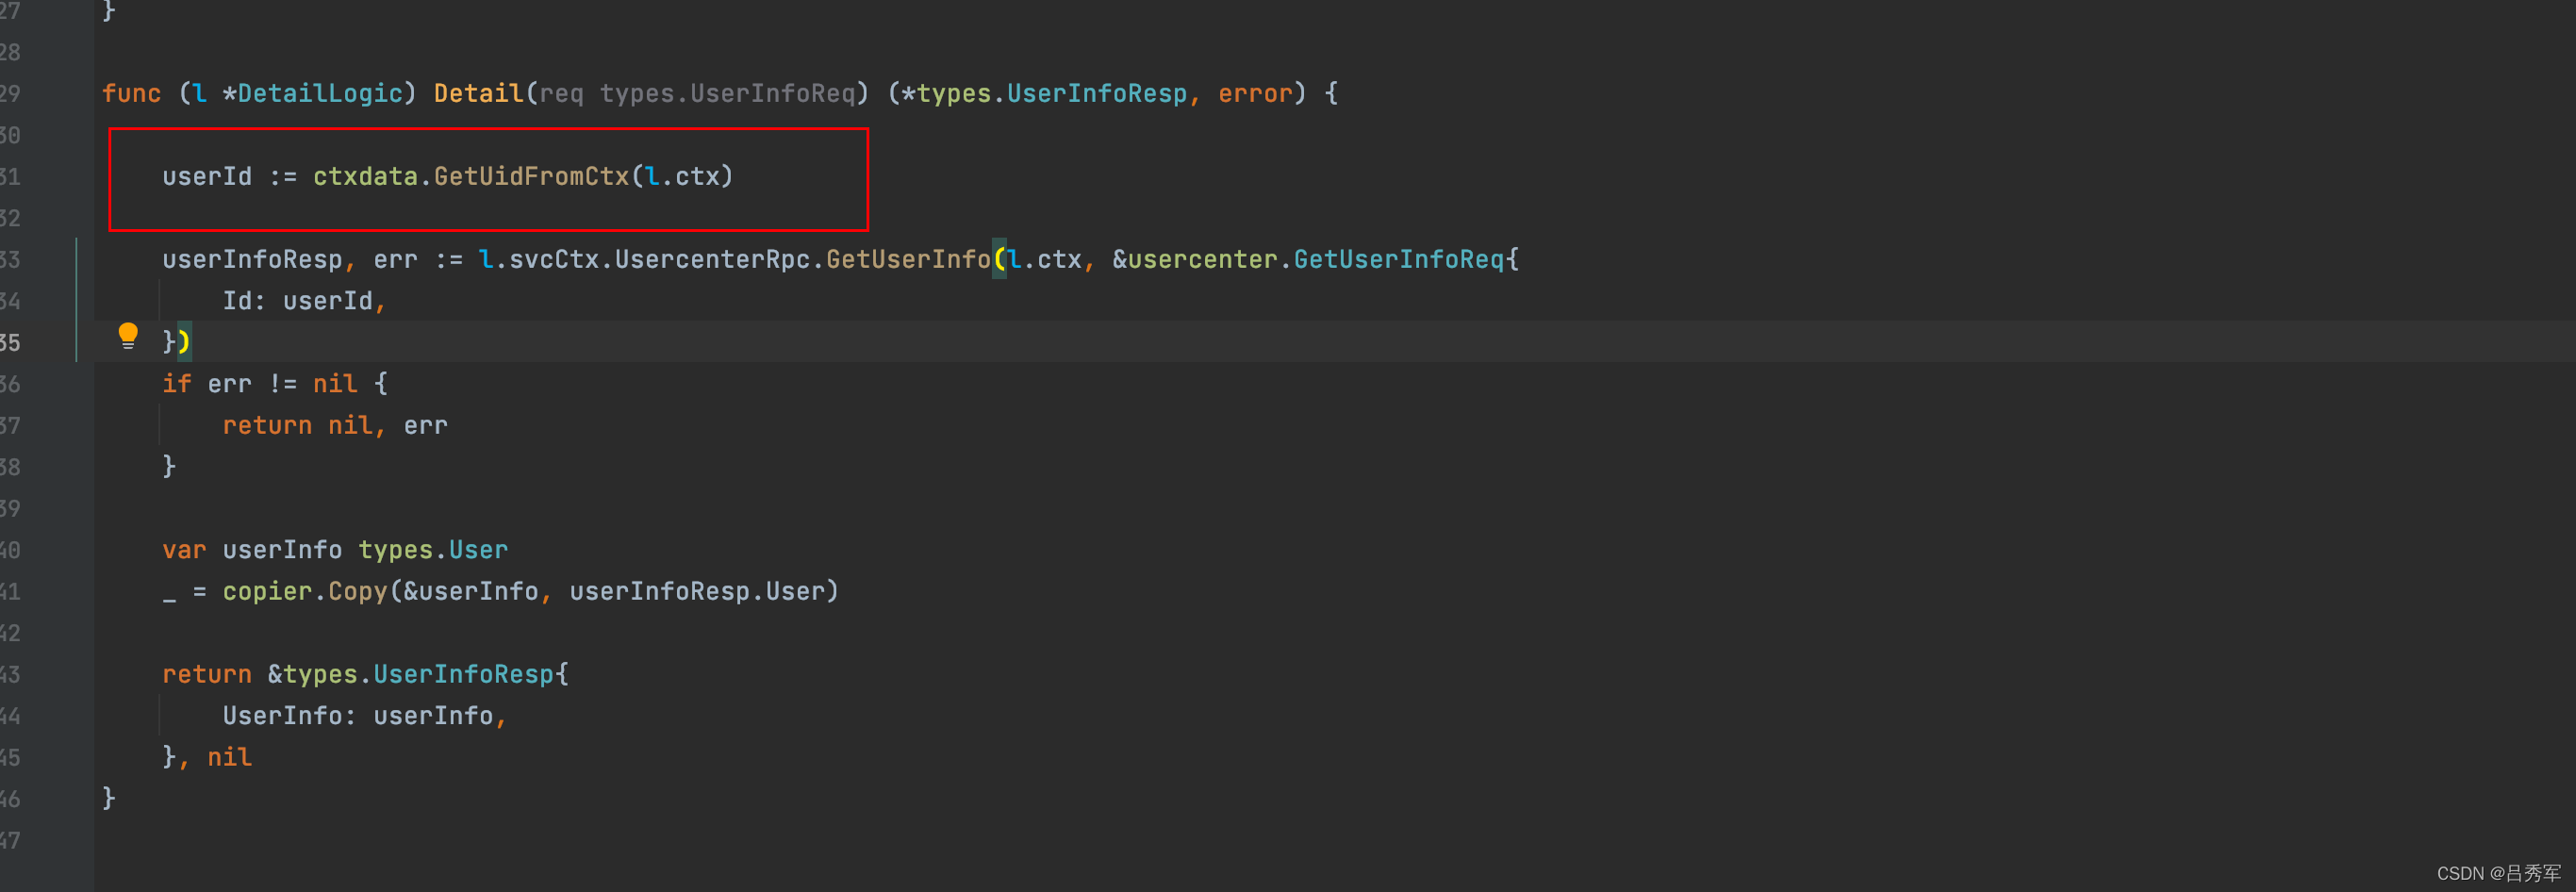 27 }
28
29 func (l *DetailLogic) Detail(req types.UserInfoReq) (*types.UserInfoResp, error) {
30
31     userId := ctxdata.GetUidFromCtx(l.ctx)
32
33     userInfoResp, err := l.svcCtx.UsercenterRpc.GetUserInfo(l.ctx, &usercenter.GetUserInfoReq{
34         Id: userId,
35     })
36     if err != nil {
37         return nil, err
38     }
39
40     var userInfo types.User
41     _ = copier.Copy(&userInfo, userInfoResp.User)
42
43     return &types.UserInfoResp{
44         UserInfo: userInfo,
45     }, nil
46 }
47
CSDN @吕秀军